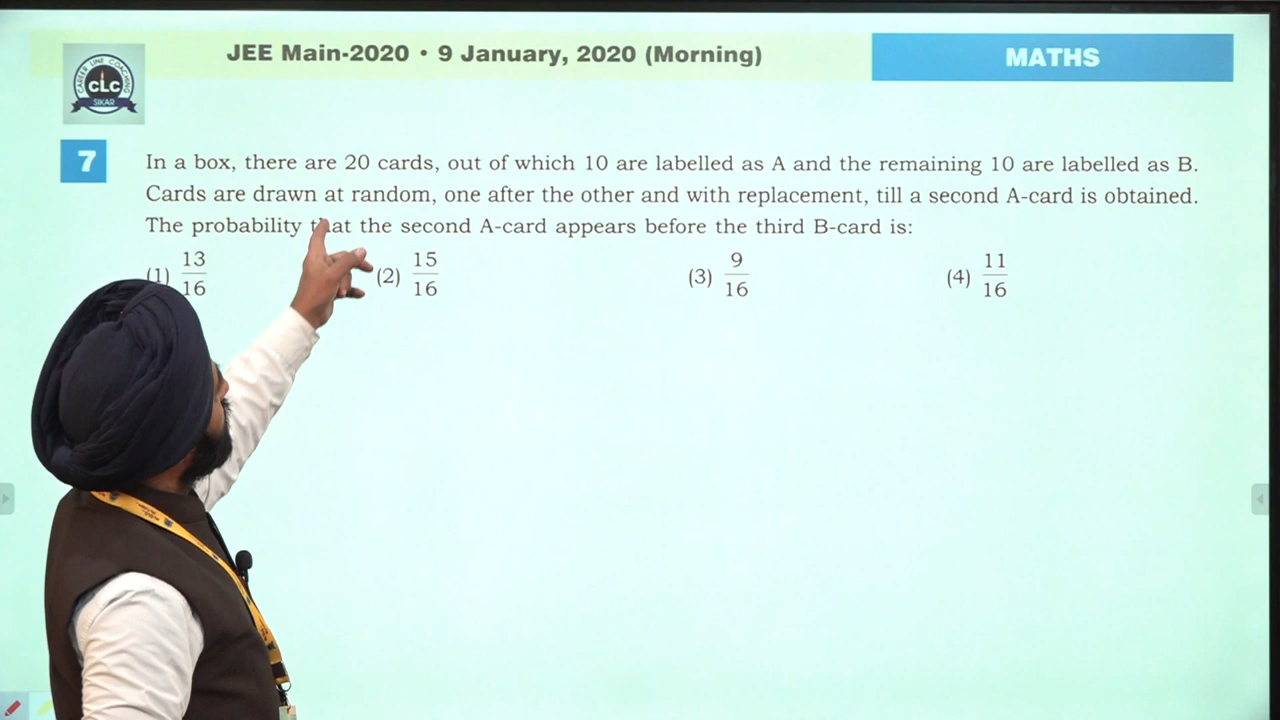 JEE Main-2020 • 9 January, 2020 (Morning)
MATHS
CAREER LINE COACHING
CLC
SIKAR
7
In a box, there are 20 cards, out of which 10 are labelled as A and the remaining 10 are labelled as B.
Cards are drawn at random, one after the other and with replacement, till a second A-card is obtained.
The probability that the second A-card appears before the third B-card is:
(1) 13/16 (2) 15/16 (3) 9/16 (4) 11/16